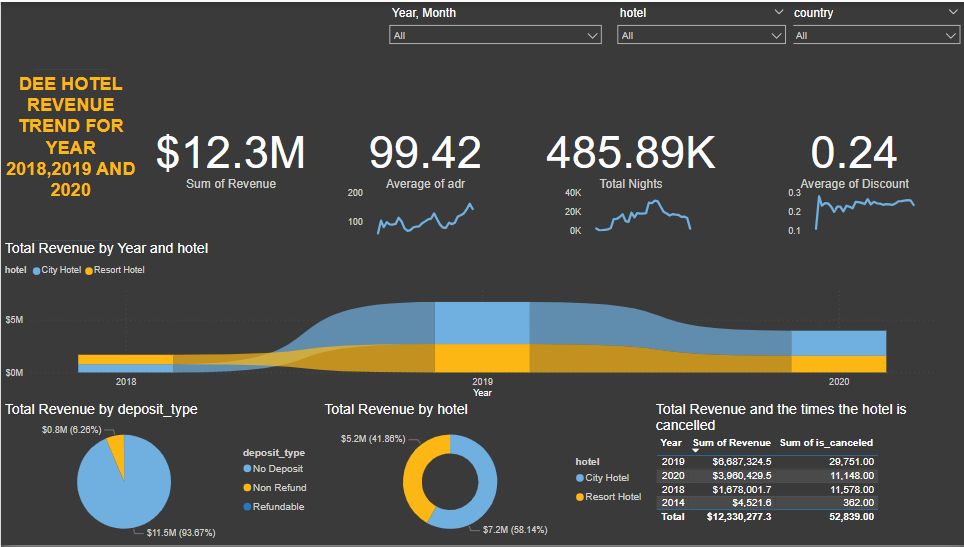 Year, Month
hotel
country
All
All
All
DEE HOTEL
REVENUE
TREND FOR
YEAR
2018,2019 AND
2020
$12.3M
Sum of Revenue
99.42
Average of adr
200
100
485.89K
Total Nights
40K
20K
0K
0.24
Average of Discount
0.3
0.2
0.1
Total Revenue by Year and hotel
hotel City Hotel Resort Hotel
$5M
$0M
2018
2019
2020
Year
Total Revenue by deposit_type
$0.8M (6.26%)
$11.5M (93.67%)
deposit_type
No Deposit
Non Refund
Refundable
Total Revenue by hotel
$5.2M (41.86%)
$7.2M (58.14%)
hotel
City Hotel
Resort Hotel
Total Revenue and the times the hotel is
cancelled
Year Sum of Revenue Sum of is_canceled
2019 $6,687,324.5 29,751.00
2020 $3,960,429.5 11,148.00
2018 $1,678,001.7 11,578.00
2014 $4,521.6 362.00
Total $12,330,277.3 52,839.00